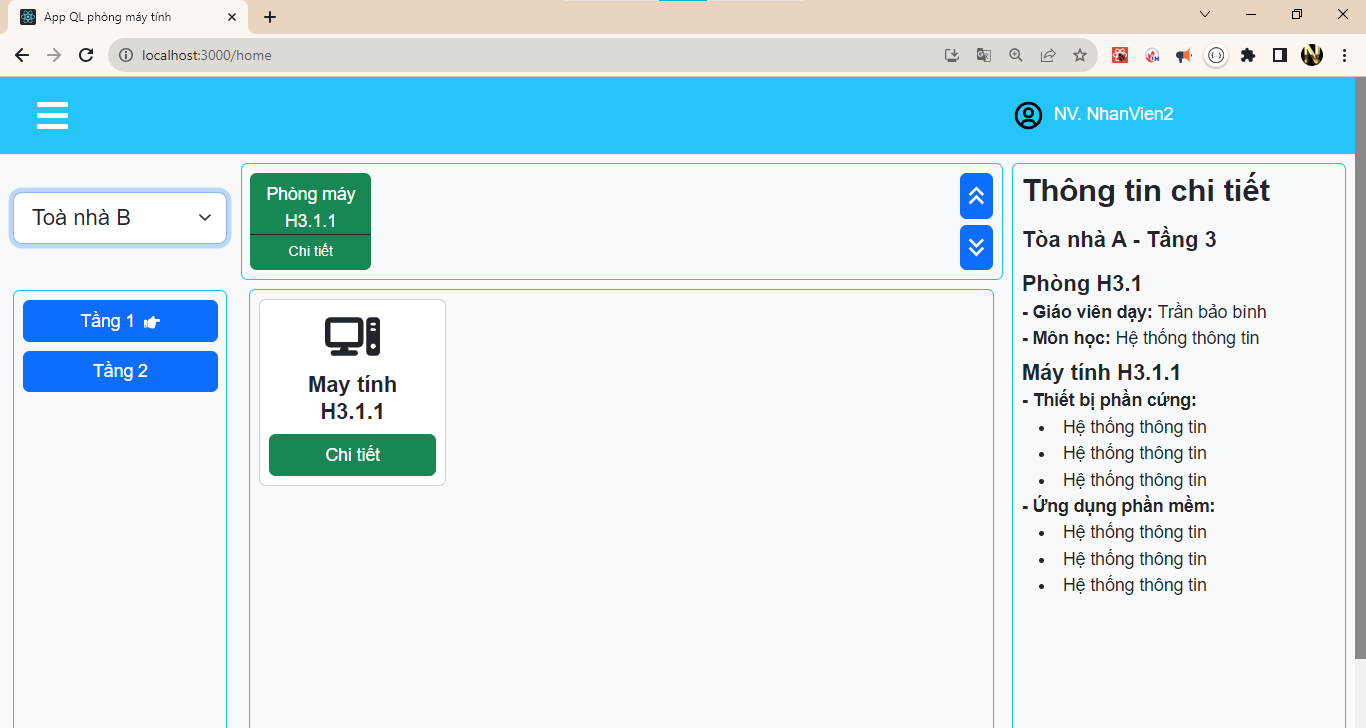 App QL phòng máy tính
localhost:3000/home
NV. NhanVien2
Toà nhà B
Tầng 1
Tầng 2
Phòng máy
H3.1.1
Chi tiết
May tính
H3.1.1
Chi tiết
Thông tin chi tiết
Tòa nhà A - Tầng 3
Phòng H3.1
- Giáo viên dạy: Trần bảo bình
- Môn học: Hệ thống thông tin
Máy tính H3.1.1
- Thiết bị phần cứng:
• Hệ thống thông tin
• Hệ thống thông tin
• Hệ thống thông tin
- Ứng dụng phần mềm:
• Hệ thống thông tin
• Hệ thống thông tin
• Hệ thống thông tin